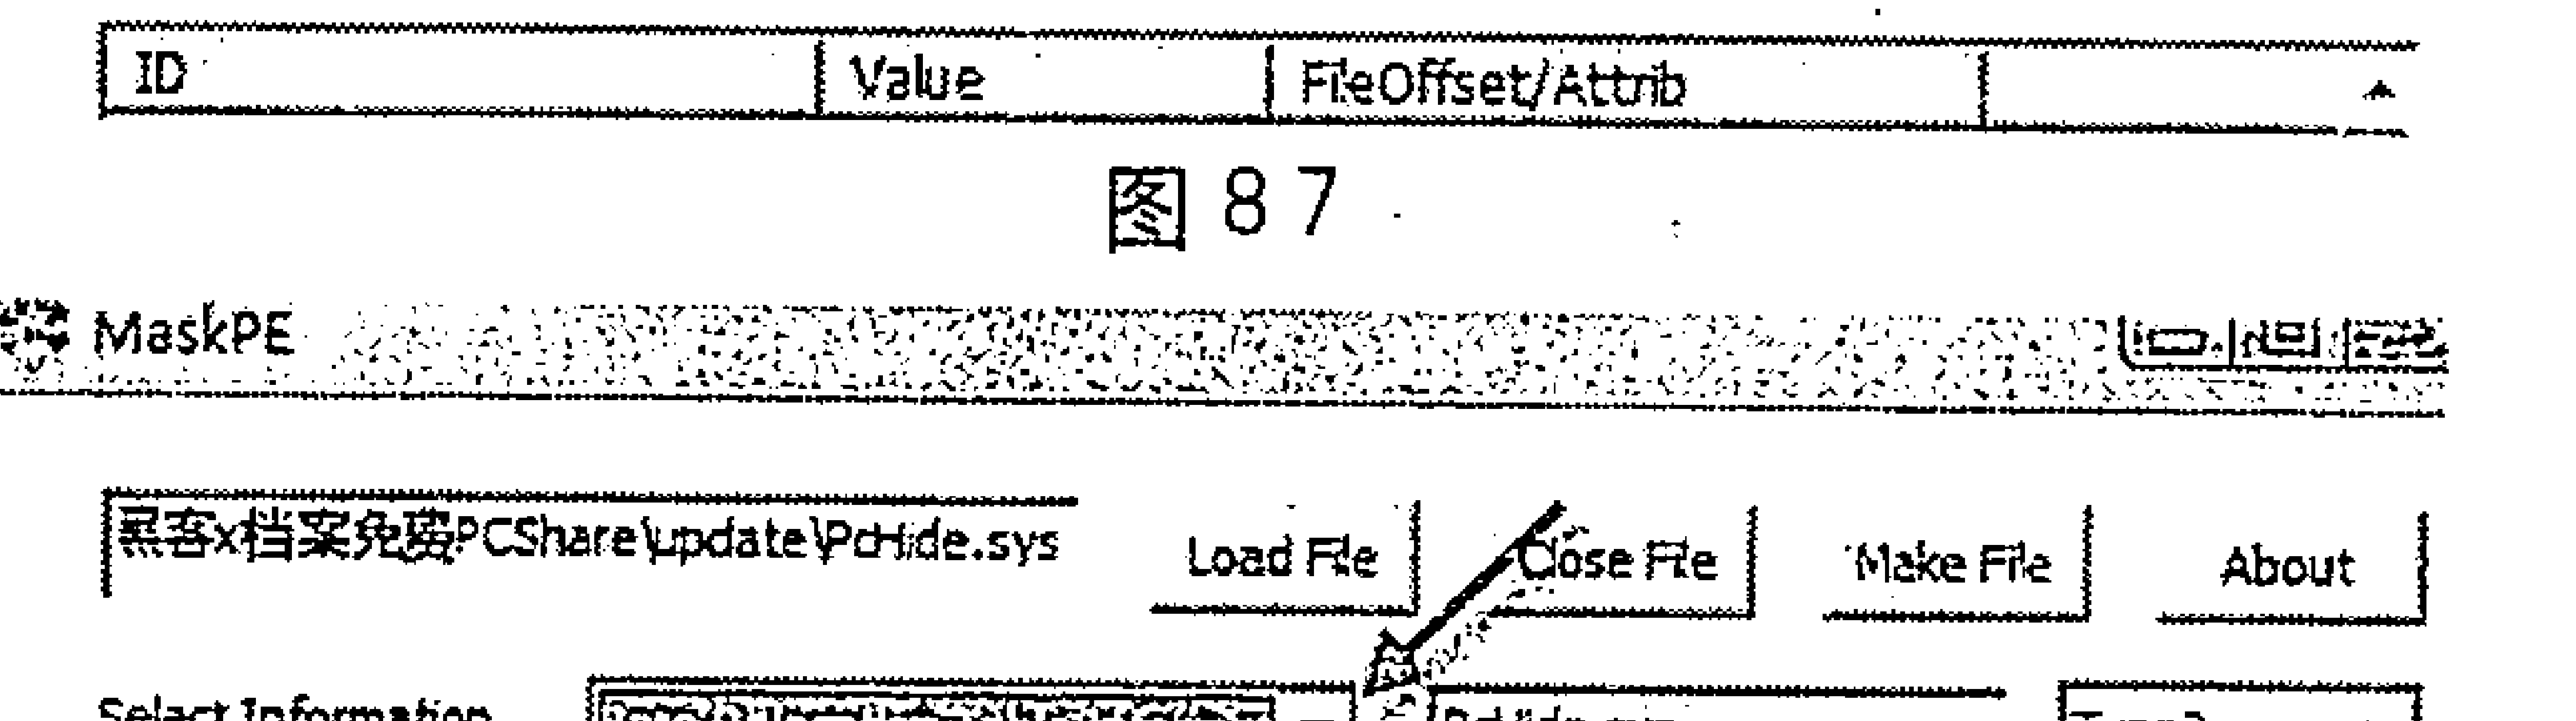 ID Value FileOffset/Attrib
图 8 7
MaskPE
黑客x档案免费PCShare\update\PcHide.sys Load File Close File Make File About
Select Information